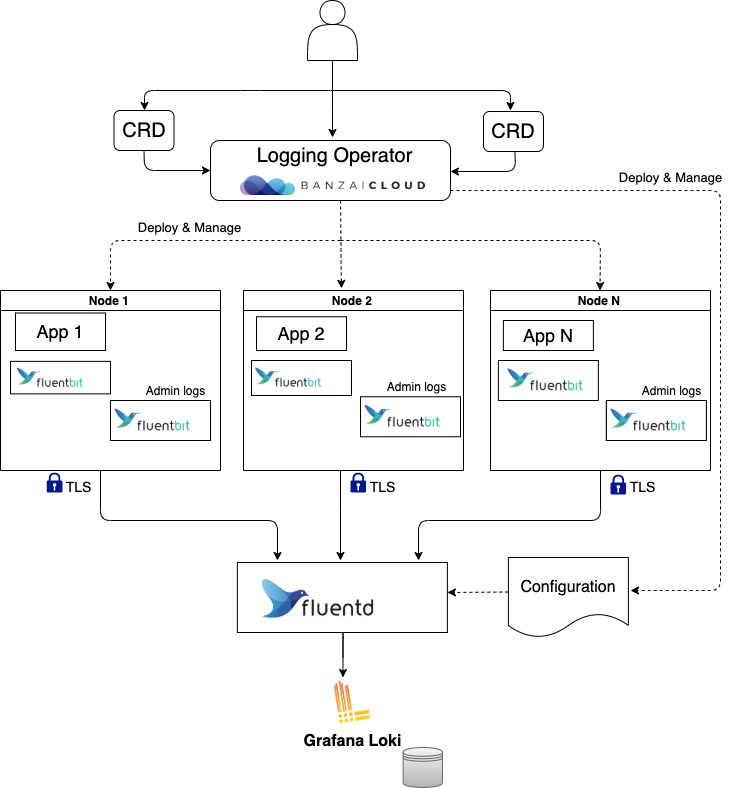 CRD
CRD
Logging Operator
BANZAICLOUD
Deploy & Manage
Deploy & Manage
Node 1
Node 2
Node N
App 1
App 2
App N
fluentbit
fluentbit
fluentbit
Admin logs
Admin logs
Admin logs
fluentbit
fluentbit
fluentbit
TLS
TLS
TLS
fluentd
Configuration
Grafana Loki